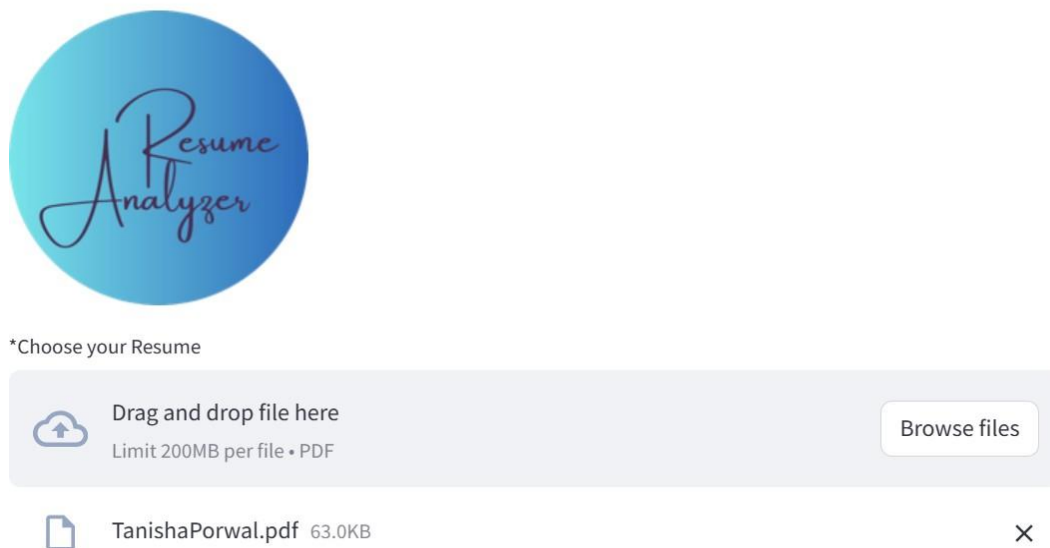 Resume
Analyzer
*Choose your Resume
Drag and drop file here
Limit 200MB per file • PDF
Browse files
TanishaPorwal.pdf 63.0KB